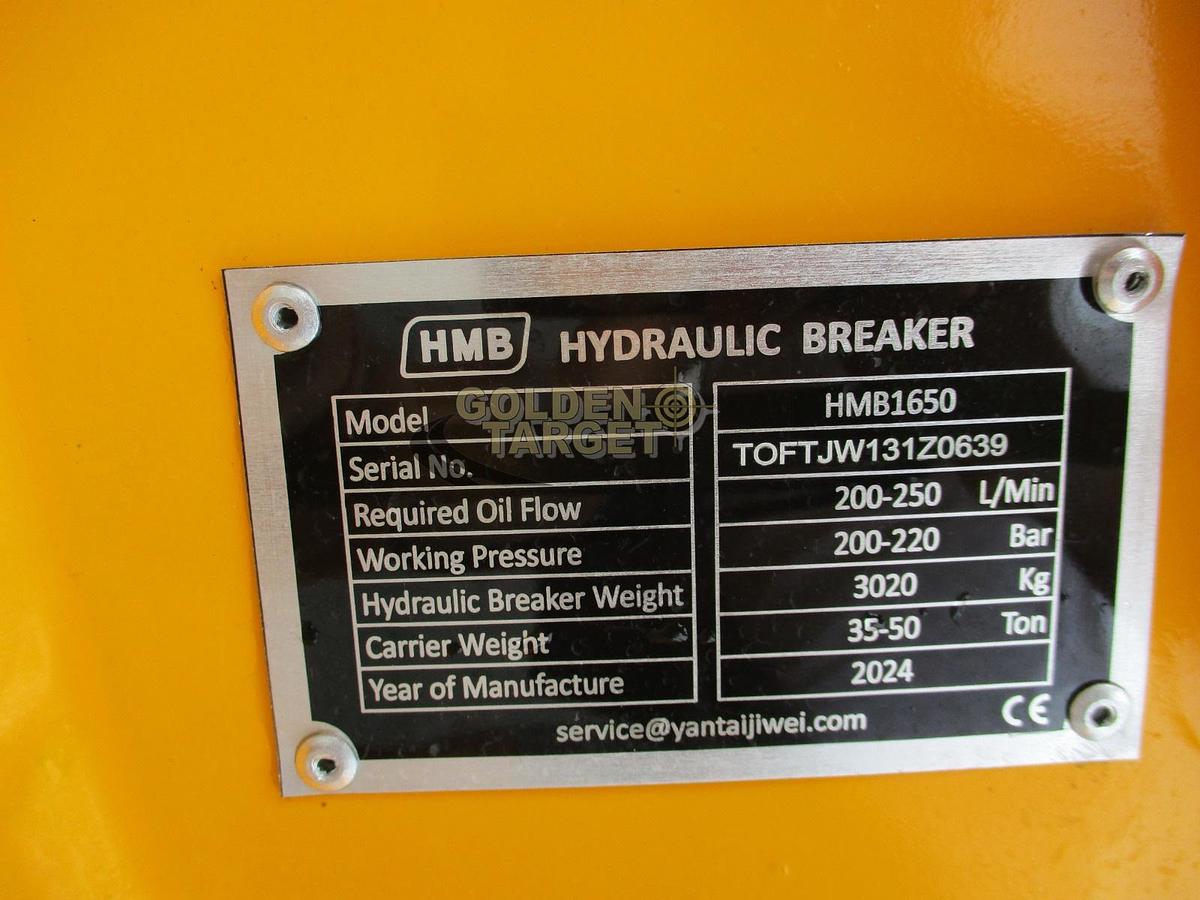 HMB HYDRAULIC BREAKER
GOLDEN
TARGET
Model HMB1650
Serial No. TOFTJW131Z0639
Required Oil Flow 200-250 L/Min
Working Pressure 200-220 Bar
Hydraulic Breaker Weight 3020 Kg
Carrier Weight 35-50 Ton
Year of Manufacture 2024
service@yantaijiwei.com CE